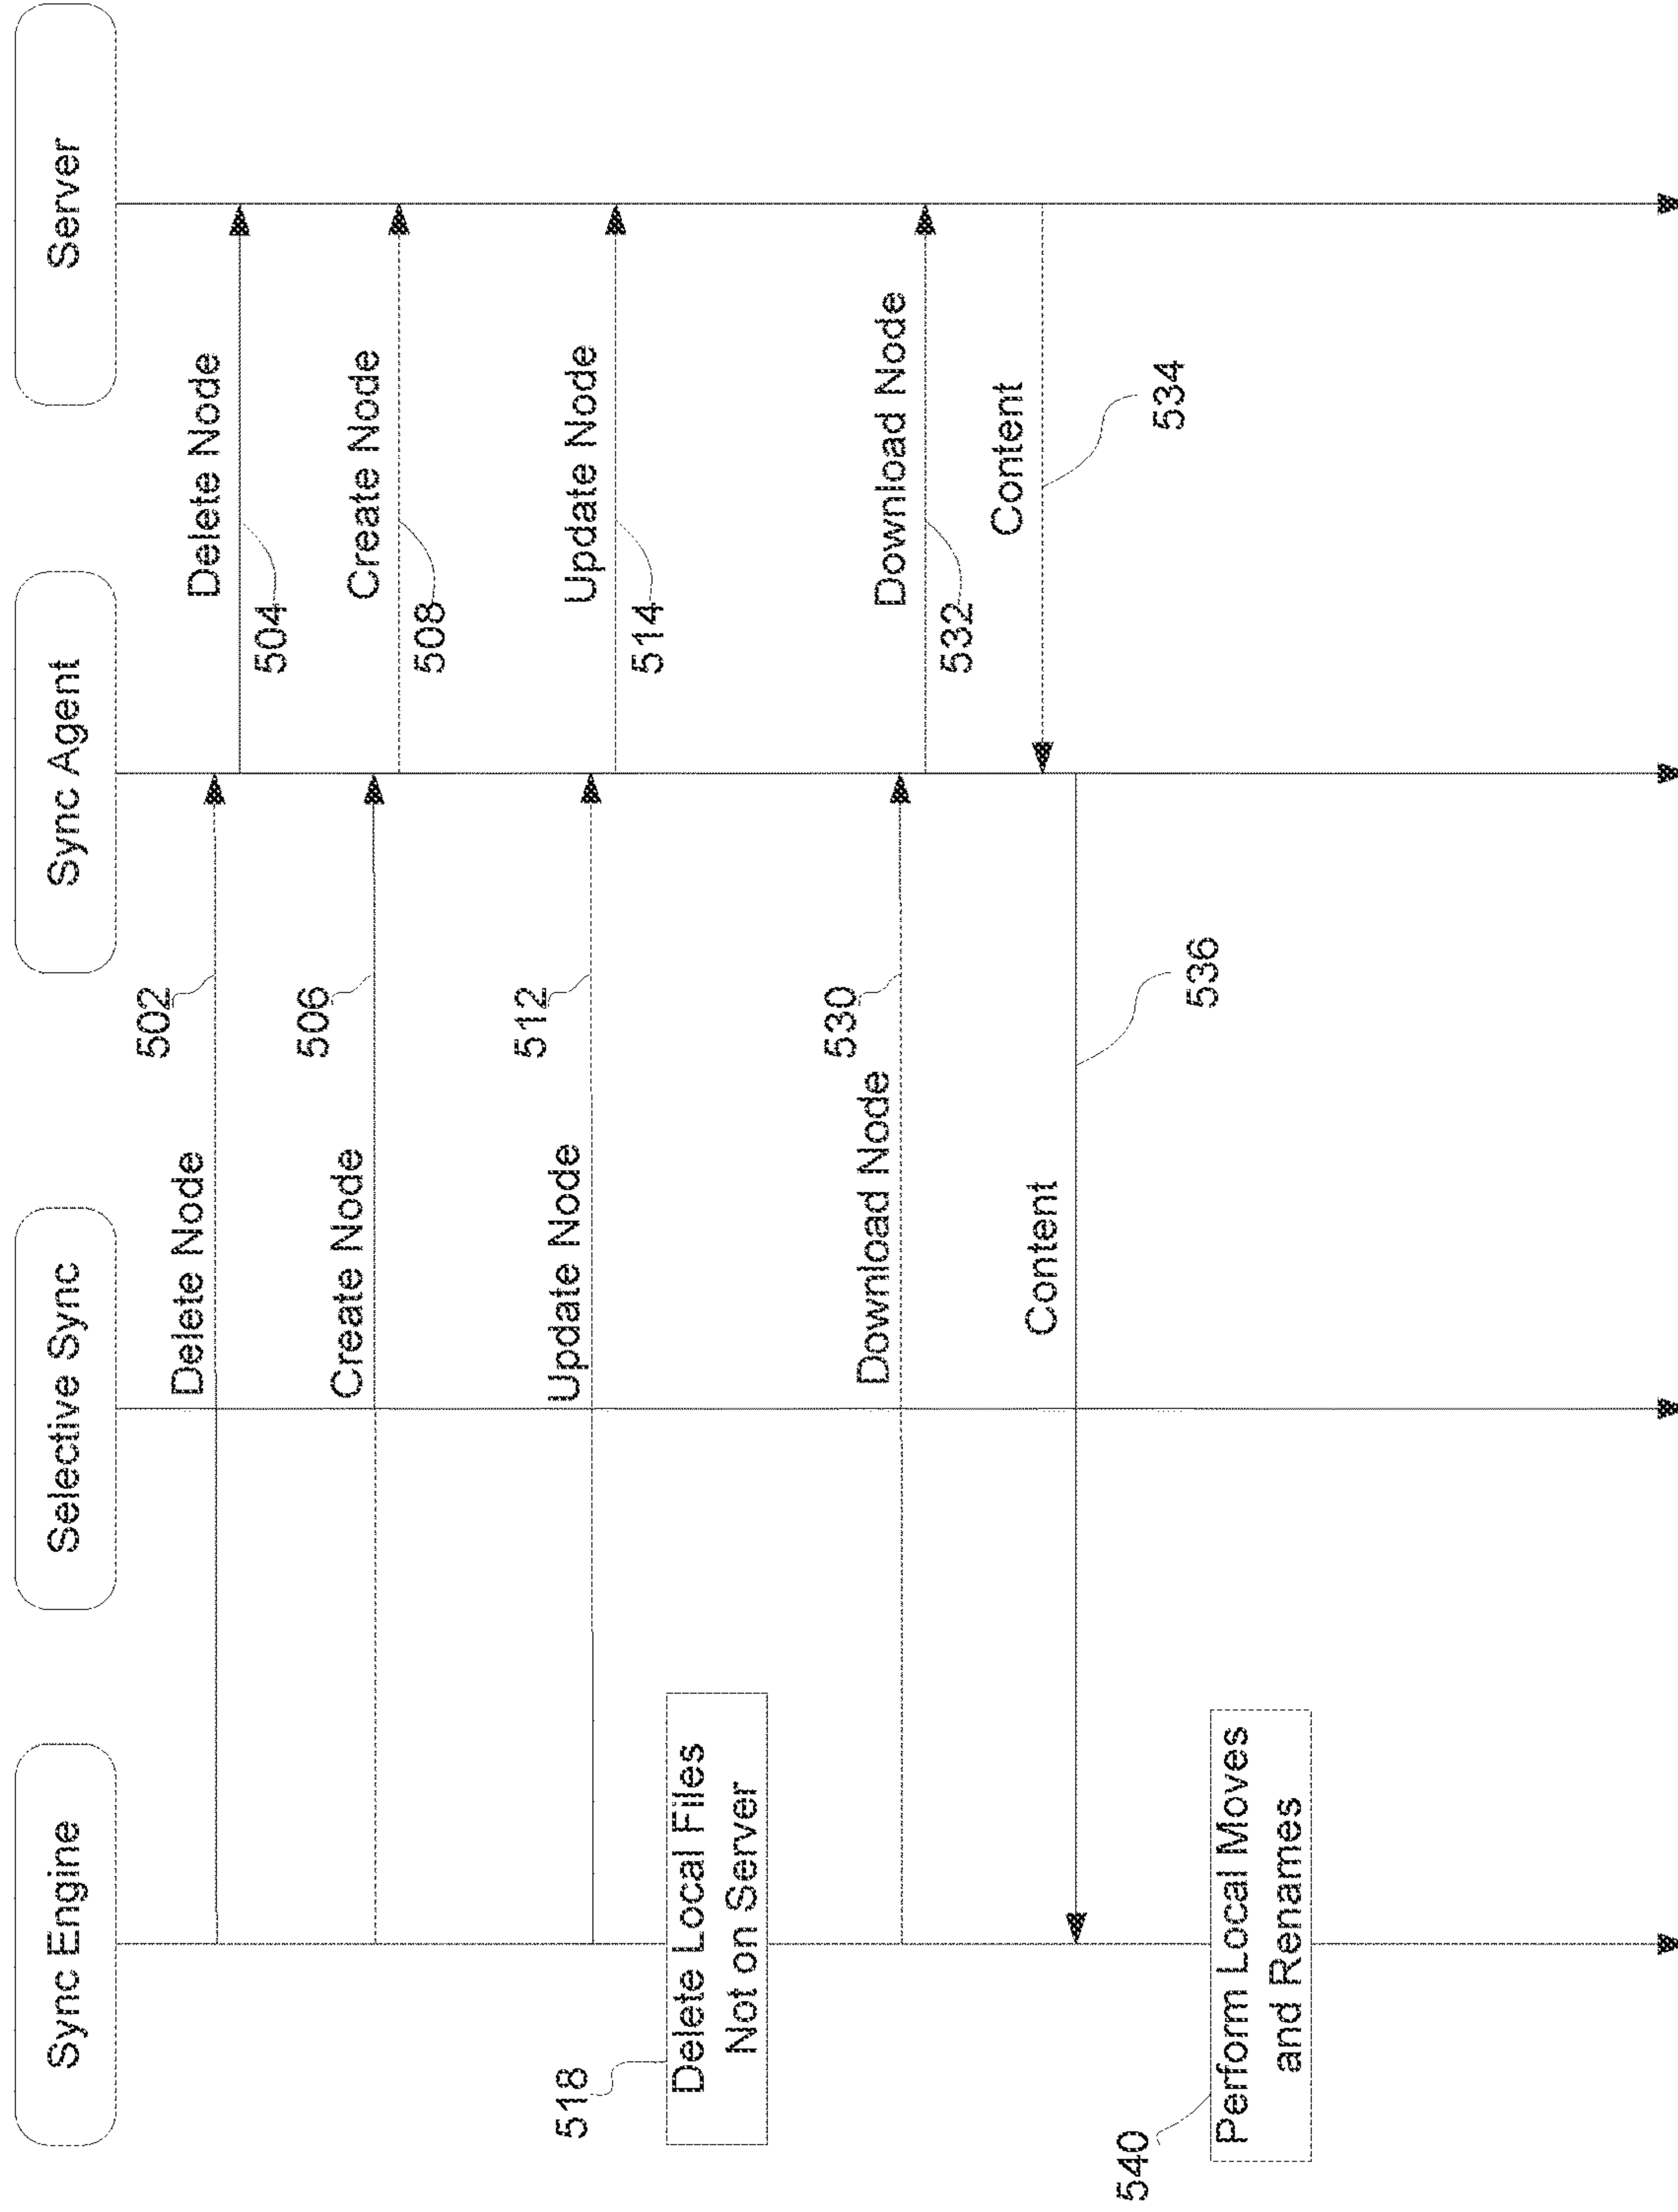 Sync Engine
Selective Sync
Sync Agent
Server
502
Delete Node
Delete Node
504
506
Create Node
Create Node
508
512
Update Node
Update Node
514
518
Delete Local Files
Not on Server
530
Download Node
Download Node
532
Content
534
Content
536
540
Perform Local Moves
and Renames